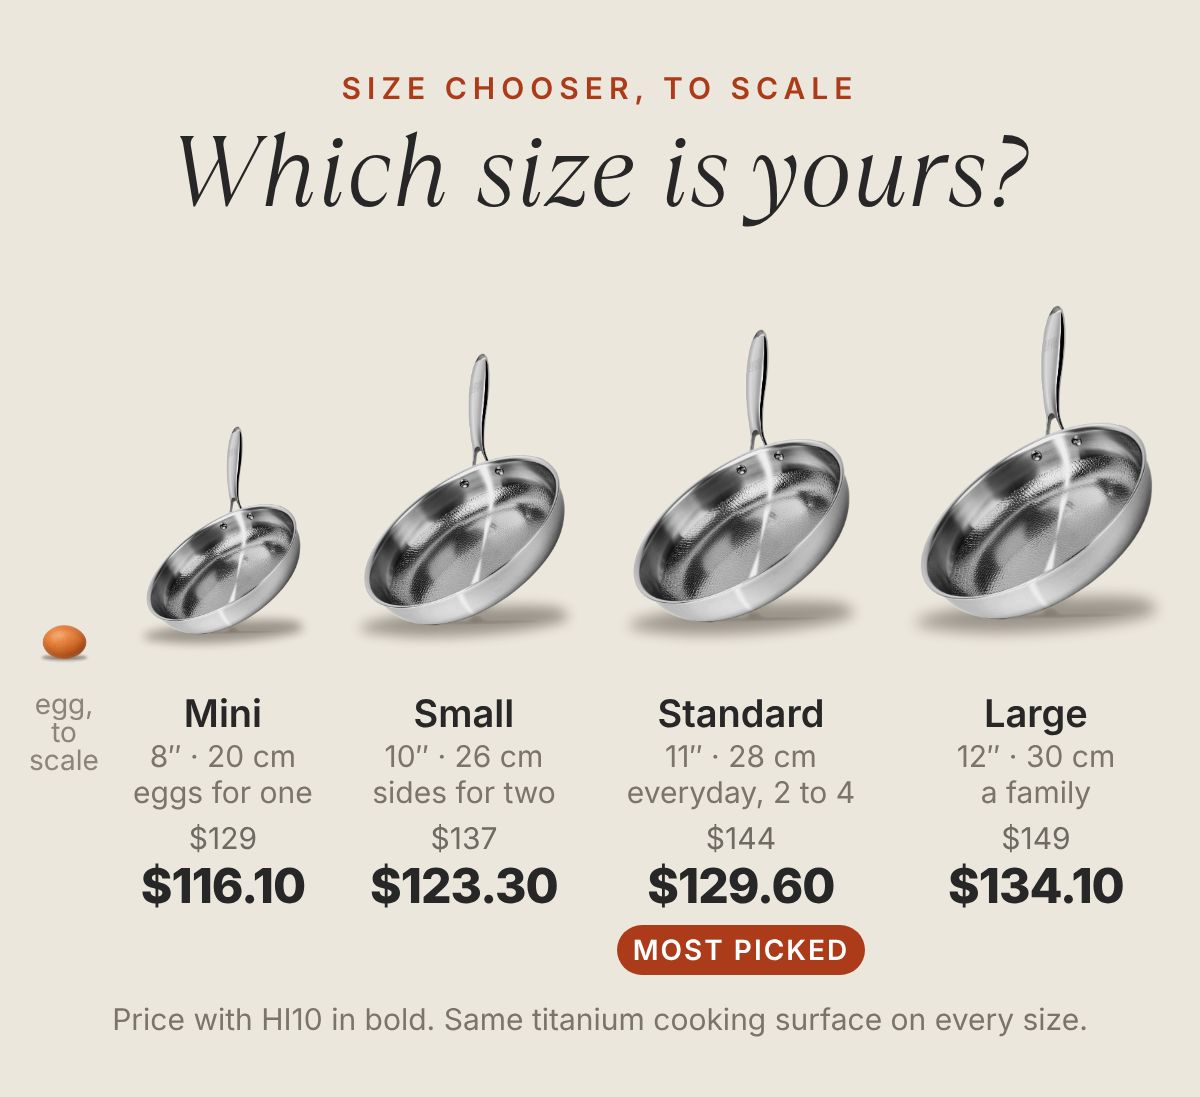 SIZE CHOOSER, TO SCALE
Which size is yours?
egg,
to
scale
Mini
8″ · 20 cm
eggs for one
$129
$116.10
Small
10″ · 26 cm
sides for two
$137
$123.30
Standard
11″ · 28 cm
everyday, 2 to 4
$144
$129.60
MOST PICKED
Large
12″ · 30 cm
a family
$149
$134.10
Price with HI10 in bold. Same titanium cooking surface on every size.